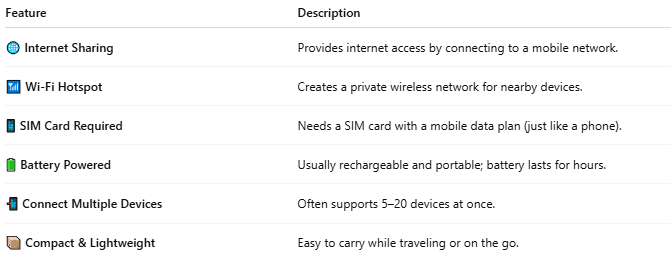 Feature Description
🌐 Internet Sharing Provides internet access by connecting to a mobile network.
📶 Wi-Fi Hotspot Creates a private wireless network for nearby devices.
📱 SIM Card Required Needs a SIM card with a mobile data plan (just like a phone).
🔋 Battery Powered Usually rechargeable and portable; battery lasts for hours.
📲 Connect Multiple Devices Often supports 5–20 devices at once.
📦 Compact & Lightweight Easy to carry while traveling or on the go.